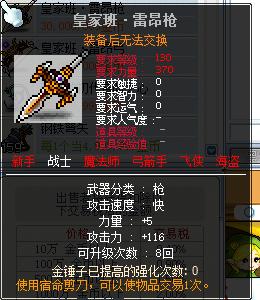 皇家班·雷昂枪
装备后无法交换
要求等级: 130
要求力量: 370
要求敏捷: 0
要求智力: 0
要求运气: 0
要求人气度: -
道具等级: -
道具经验值: -
新手 战士 魔法师 弓箭手 飞侠 海盗
武器分类 : 枪
攻击速度 : 快
力量 : +5
攻击力 : +116
可升级次数 : 8回
金锤子已提高的强化次数: 0
使用宿命剪刀，可以使物品交易1次。